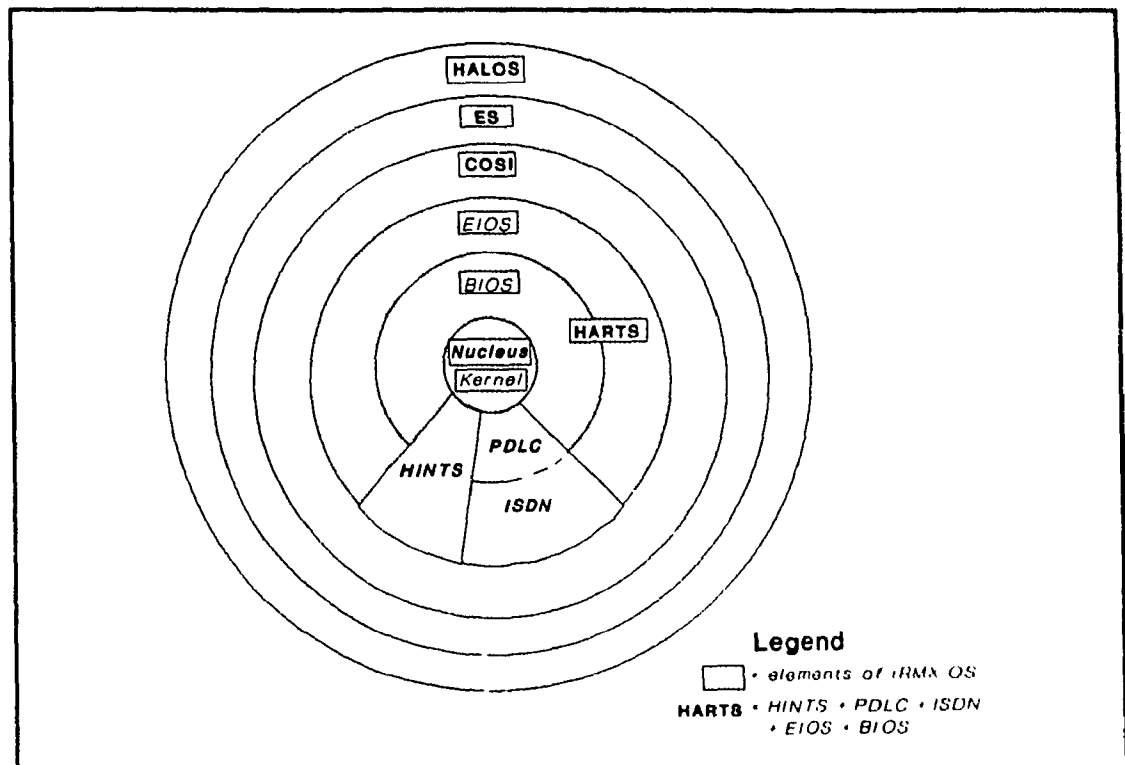 HALOS
ES
COSI
EIOS
BIOS
HARTS
Nucleus
Kernel
PDLC
HINTS
ISDN
Legend
• elements of iRMX OS
HARTS • HINTS + PDLC + ISDN
+ EIOS + BIOS